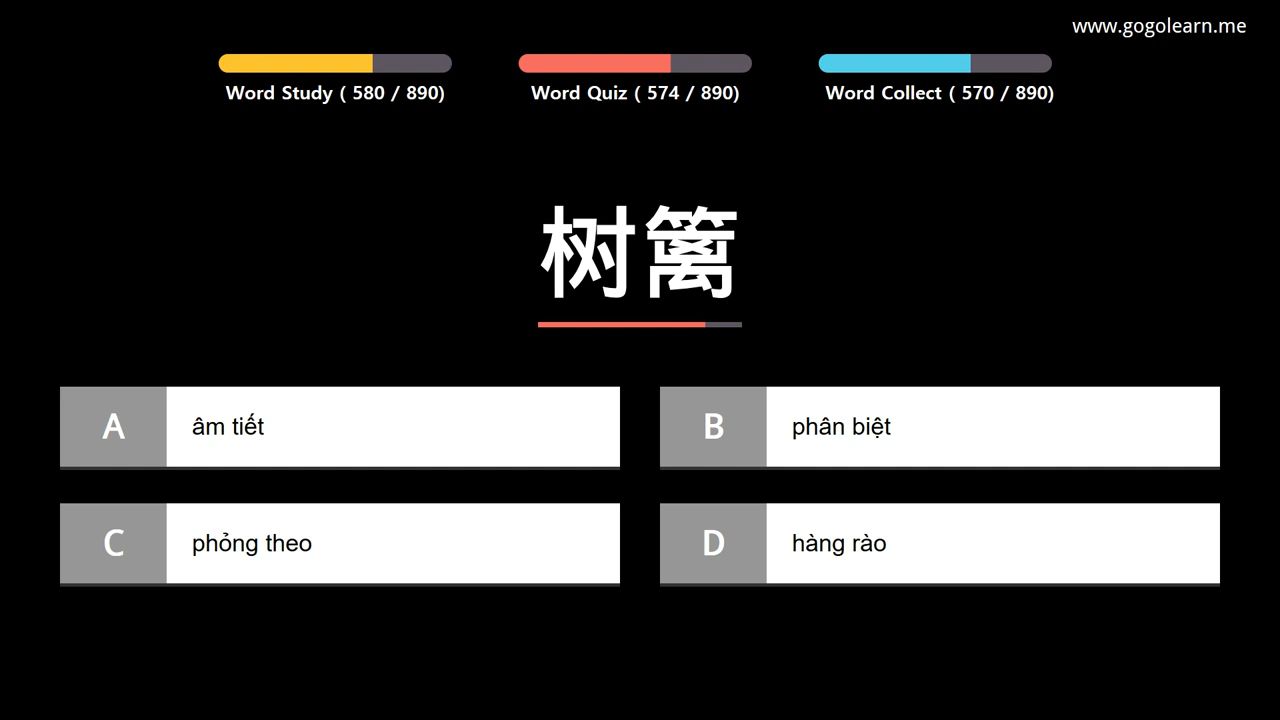 www.gogolearn.me
Word Study ( 580 / 890)
Word Quiz ( 574 / 890)
Word Collect ( 570 / 890)
树篱
A
âm tiết
B
phân biệt
C
phỏng theo
D
hàng rào